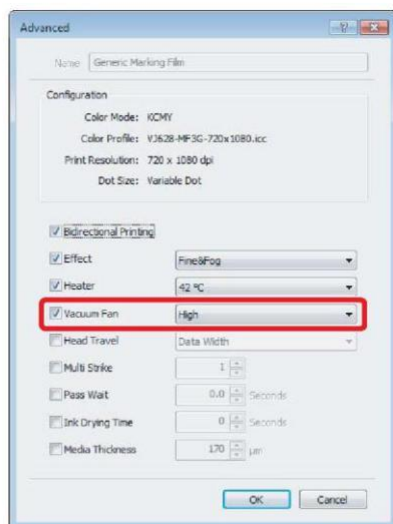 Advanced
Name Generic Marking Film
Configuration
Color Mode: KCMY
Color Profile: VJ628-MF3G-720x1080.icc
Print Resolution: 720 x 1080 dpi
Dot Size: Variable Dot
Bidirectional Printing
Effect Fine&Fog
Heater 42 °C
Vacuum Fan High
Head Travel Data Width
Multi Strike 1
Pass Wait 0.0 Seconds
Ink Drying Time 0 Seconds
Media Thickness 170 µm
OK Cancel